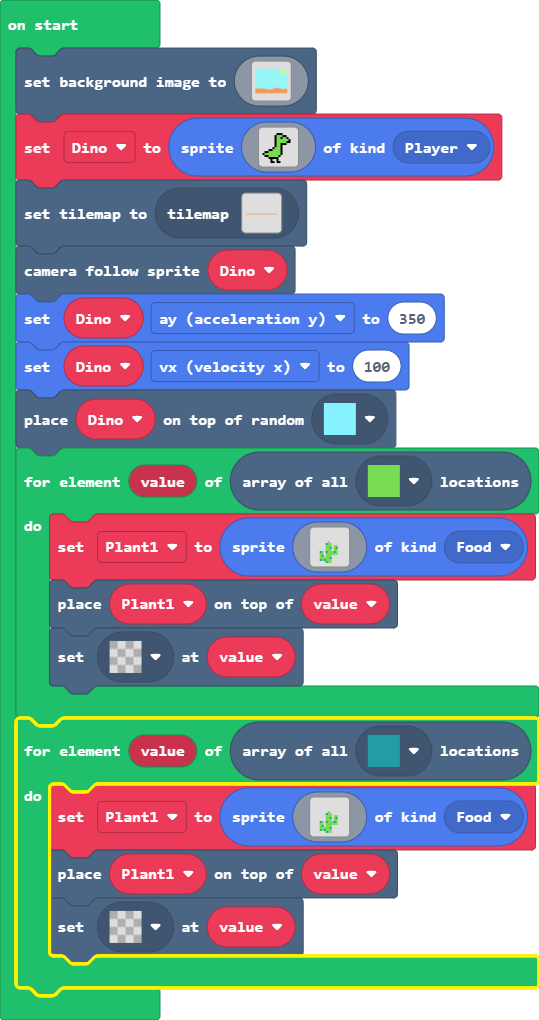 on start
set background image to
set Dino to sprite of kind Player
set tilemap to tilemap
camera follow sprite Dino
set Dino ay (acceleration y) to 350
set Dino vx (velocity x) to 100
place Dino on top of random
for element value of array of all locations
do
set Plant1 to sprite of kind Food
place Plant1 on top of value
set at value
for element value of array of all locations
do
set Plant1 to sprite of kind Food
place Plant1 on top of value
set at value